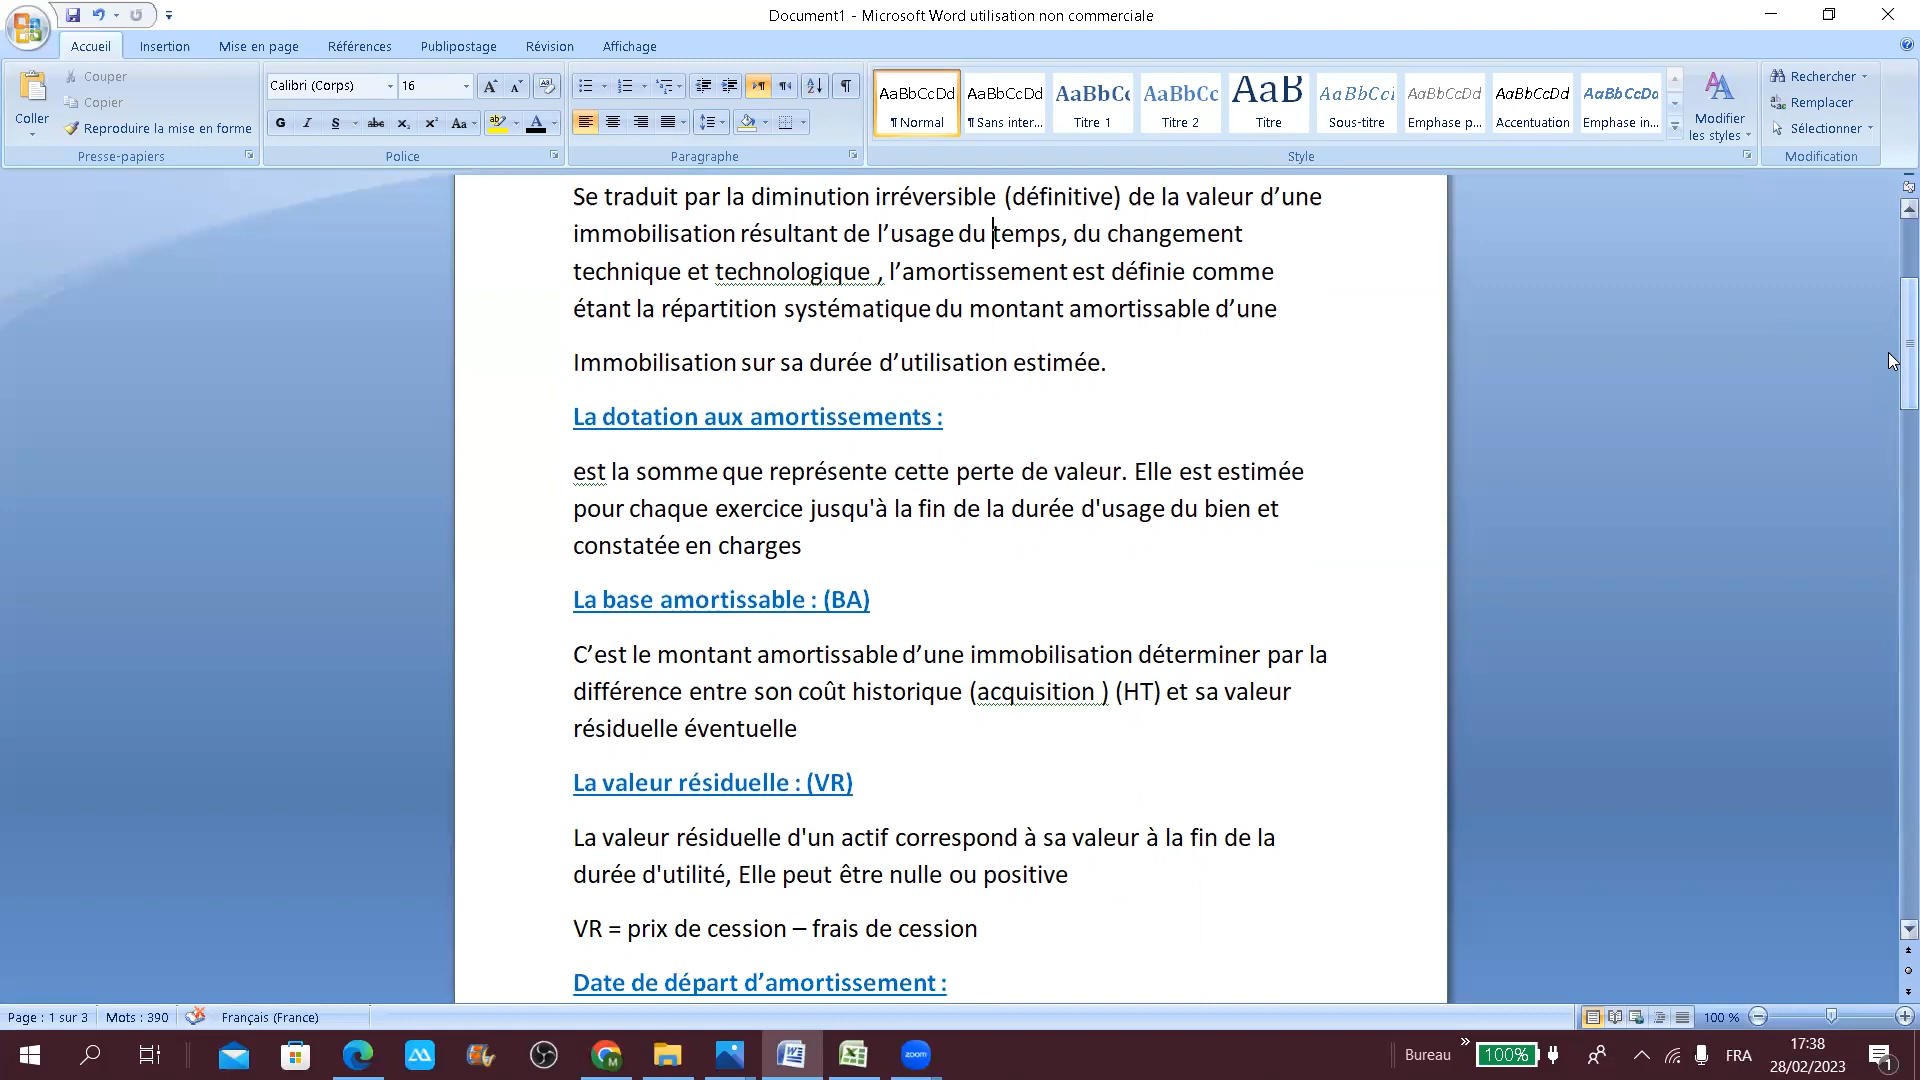 Document1 - Microsoft Word utilisation non commerciale
Accueil Insertion Mise en page Références Publipostage Révision Affichage
Coller
Couper
Copier
Reproduire la mise en forme
Presse-papiers
Calibri (Corps) 16
Police
Paragraphe
AaBbCcDd AaBbCcDd AaBbCc AaBbCc AaB AaBbCcI AaBbCcDd AaBbCcDd AaBbCcDd
¶ Normal ¶ Sans inter... Titre 1 Titre 2 Titre Sous-titre Emphase p... Accentuation Emphase in...
Style
Modifier
les styles
Rechercher
Remplacer
Sélectionner
Modification
Se traduit par la diminution irréversible (définitive) de la valeur d’une
immobilisation résultant de l’usage du temps, du changement
technique et technologique , l’amortissement est définie comme
étant la répartition systématique du montant amortissable d’une
Immobilisation sur sa durée d’utilisation estimée.
La dotation aux amortissements :
est la somme que représente cette perte de valeur. Elle est estimée
pour chaque exercice jusqu'à la fin de la durée d'usage du bien et
constatée en charges
La base amortissable : (BA)
C’est le montant amortissable d’une immobilisation déterminer par la
différence entre son coût historique (acquisition ) (HT) et sa valeur
résiduelle éventuelle
La valeur résiduelle : (VR)
La valeur résiduelle d'un actif correspond à sa valeur à la fin de la
durée d'utilité, Elle peut être nulle ou positive
VR = prix de cession – frais de cession
Date de départ d’amortissement :
Page : 1 sur 3 Mots : 390 Français (France) 100 %
zoom
Bureau
100%
FRA
17:38
28/02/2023
1